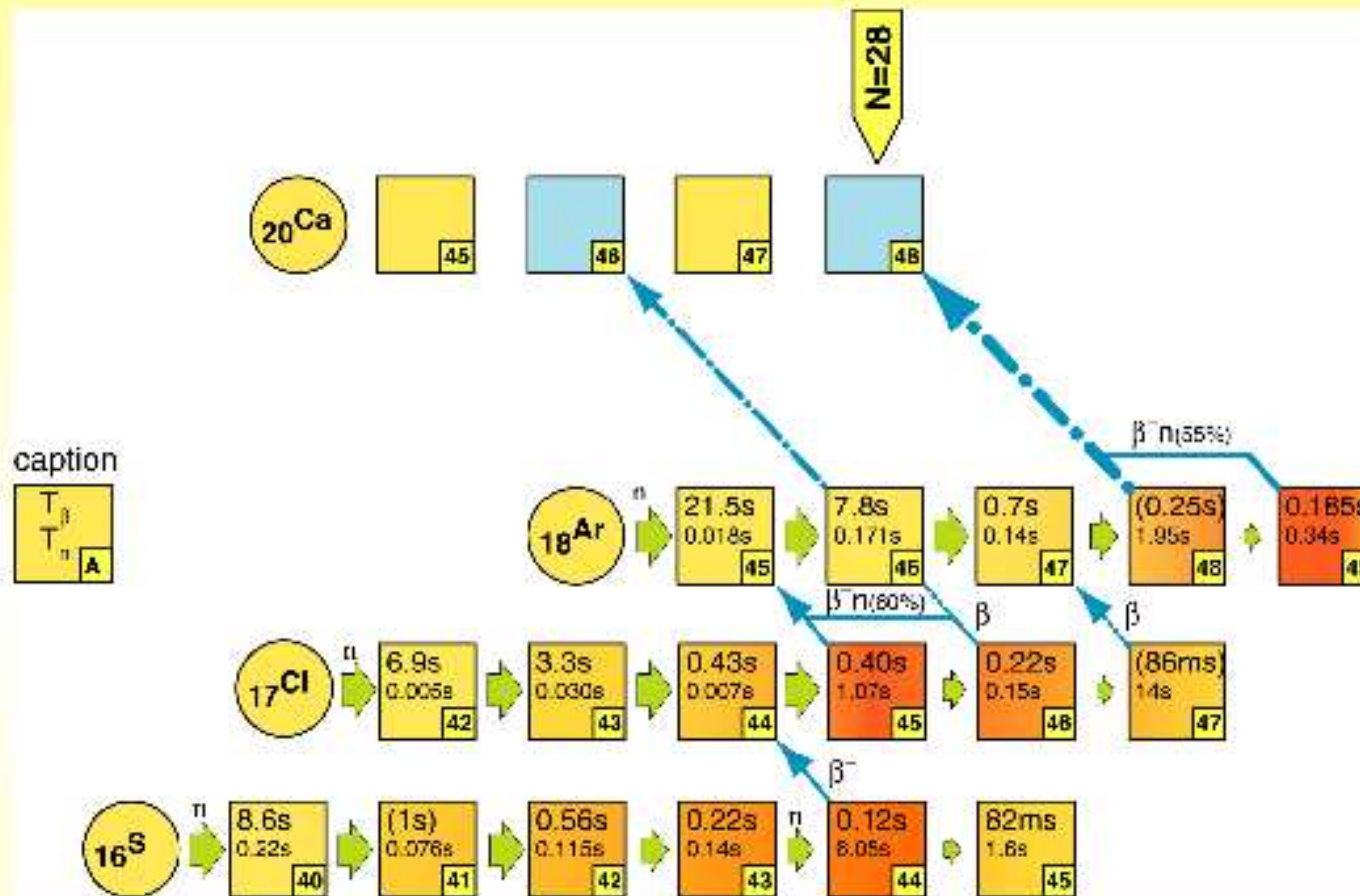 N=28
20Ca
45
46
47
48
β⁻n(55%)
caption
Tβ
Tn
A
18Ar
n
21.5s
0.018s
45
7.8s
0.171s
46
0.7s
0.14s
47
(0.25s)
1.95s
48
0.185s
0.34s
β⁻n(60%)
β
β
17Cl
n
6.9s
0.005s
42
3.3s
0.030s
43
0.43s
0.007s
44
0.40s
1.07s
45
0.22s
0.15s
46
(86ms)
14s
47
β⁻
16S
n
8.6s
0.22s
40
(1s)
0.076s
41
0.56s
0.115s
42
0.22s
0.14s
43
n
0.12s
44
82ms
1.6s
45